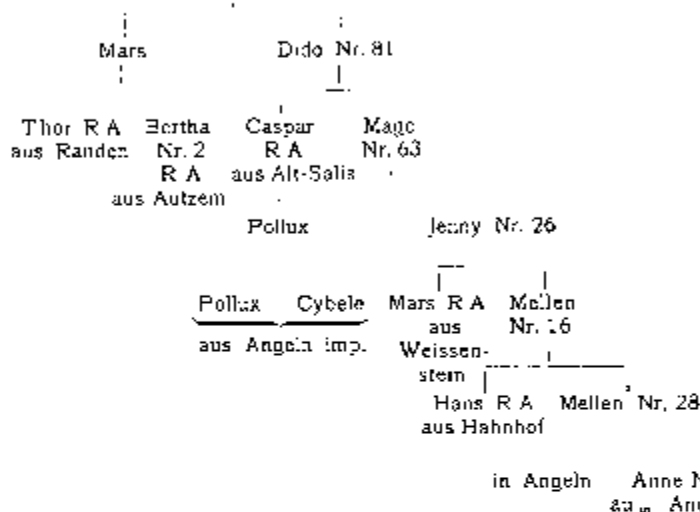 Mars Dido Nr. 81
Thor R A Bertha Caspar Mago
aus Randen Nr. 2 R A Nr. 63
R A aus Alt-Salis
aus Autzem
Pollux Jenny Nr. 26
Pollux Cybele Mars R A Mellen
aus Nr. 16
aus Angeln imp. Weissen-
stein
Hans R A Mellen Nr. 28
aus Hahnhof
in Angeln Anne